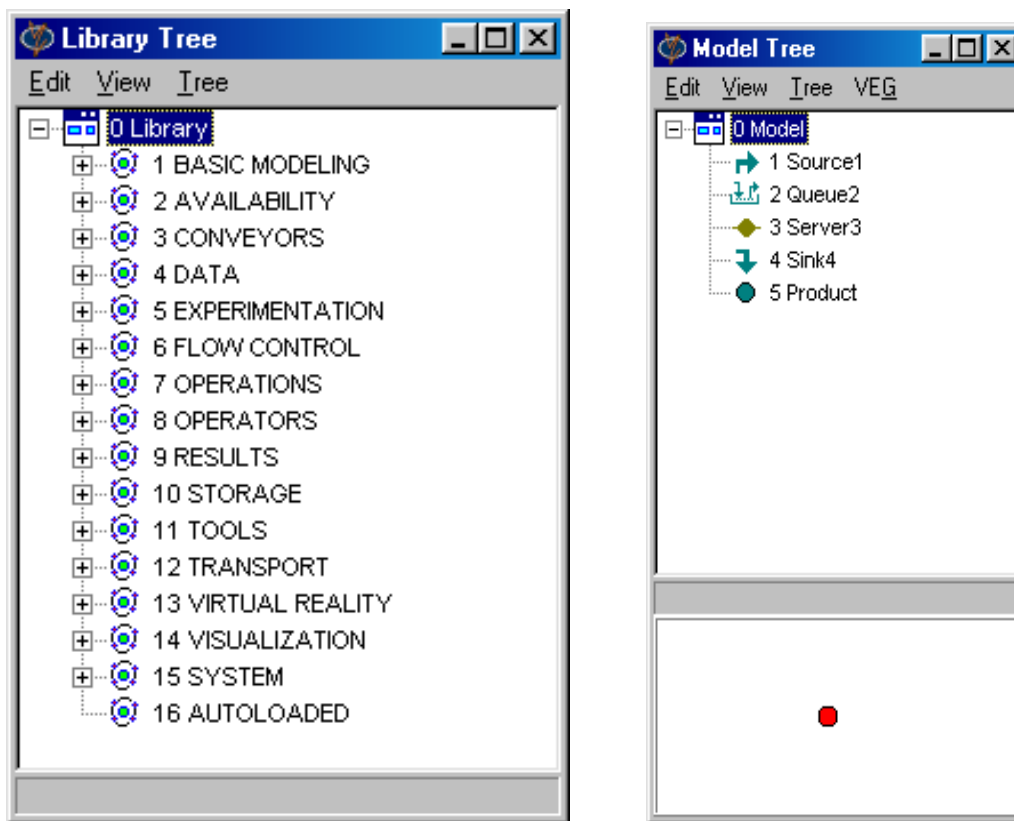 Library Tree
Edit View Tree
0 Library
1 BASIC MODELING
2 AVAILABILITY
3 CONVEYORS
4 DATA
5 EXPERIMENTATION
6 FLOW CONTROL
7 OPERATIONS
8 OPERATORS
9 RESULTS
10 STORAGE
11 TOOLS
12 TRANSPORT
13 VIRTUAL REALITY
14 VISUALIZATION
15 SYSTEM
16 AUTOLOADED
Model Tree
Edit View Tree VEG
0 Model
1 Source1
2 Queue2
3 Server3
4 Sink4
5 Product